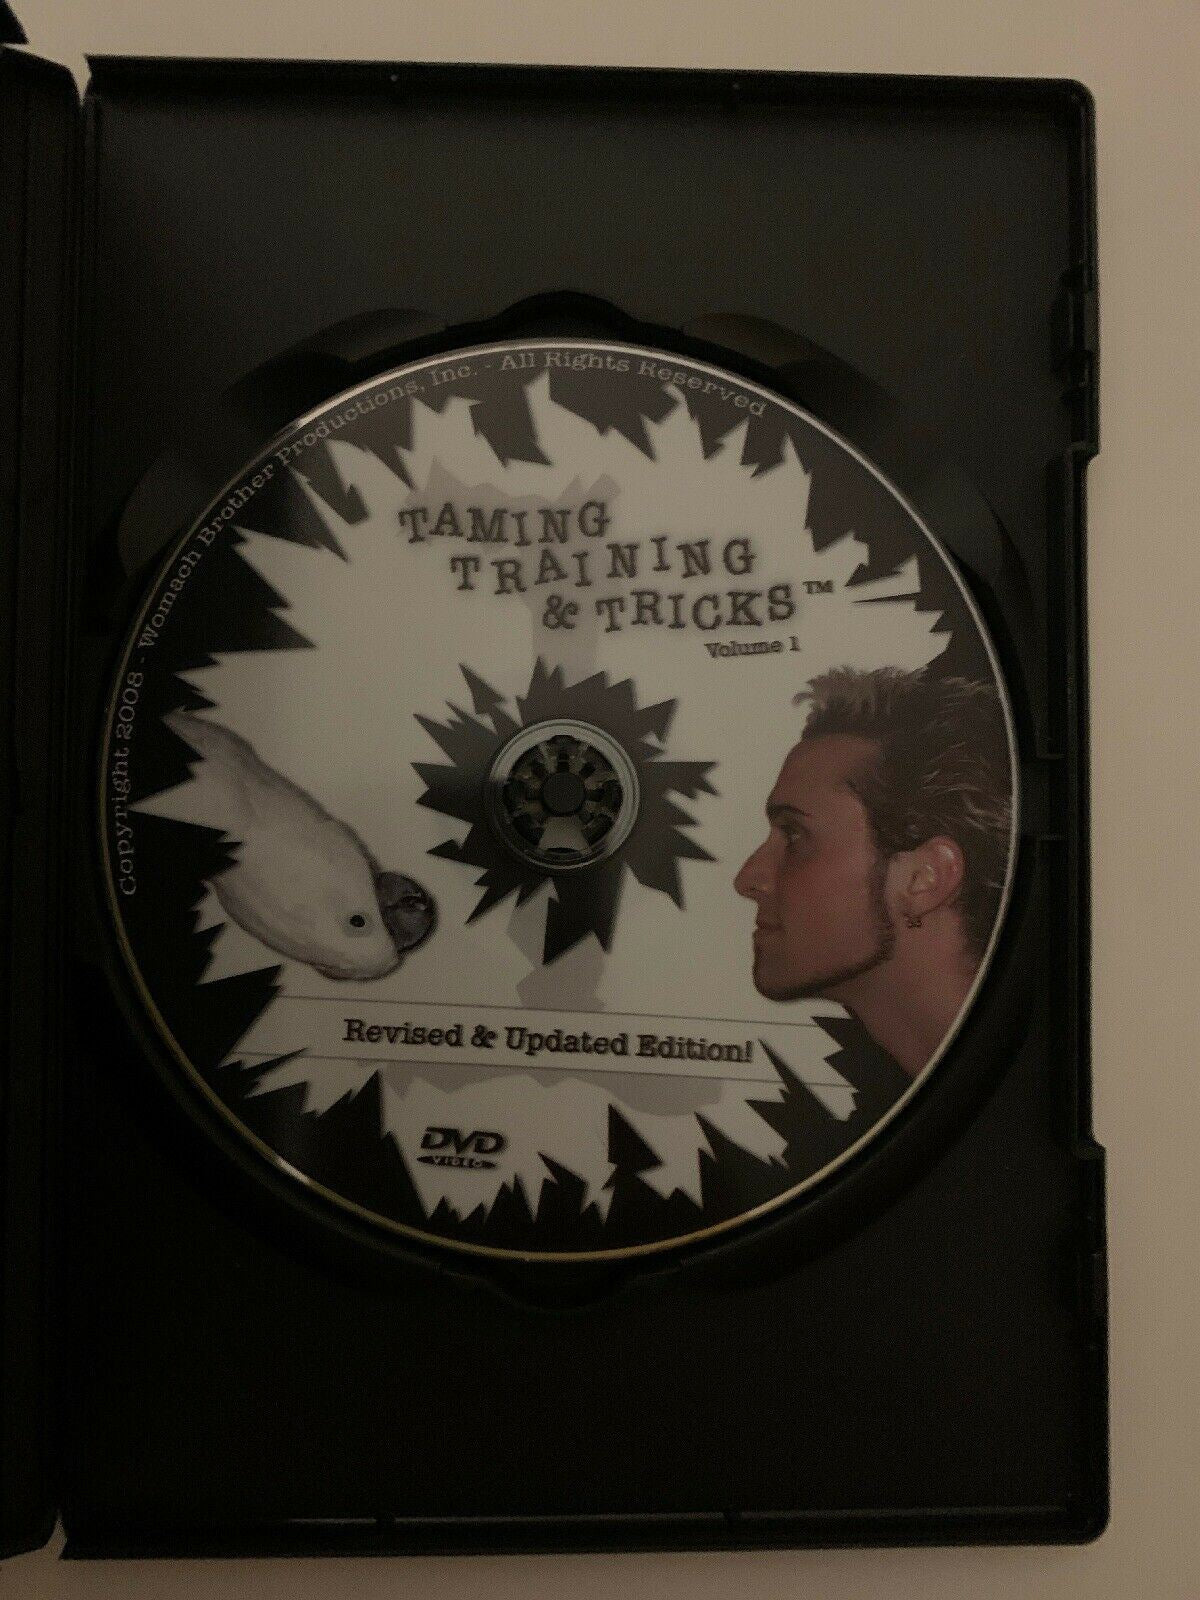 Copyright 2008 - Womach Brother Productions, Inc. - All Rights Reserved
TAMING
TRAINING
& TRICKS™
Volume 1
Revised & Updated Edition!
DVD
VIDEO